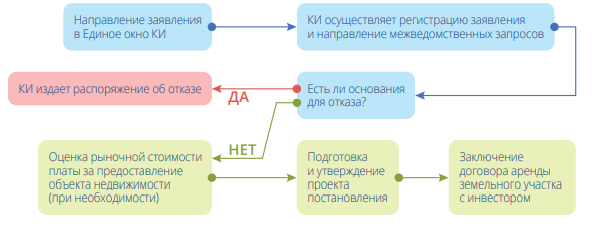 Направление заявления
в Единое окно КИ
КИ осуществляет регистрацию заявления
и направление межведомственных запросов
КИ издает распоряжение об отказе
ДА
Есть ли основания
для отказа?
НЕТ
Оценка рыночной стоимости
платы за предоставление
объекта недвижимости
(при необходимости)
Подготовка
и утверждение
проекта
постановления
Заключение
договора аренды
земельного участка
с инвестором